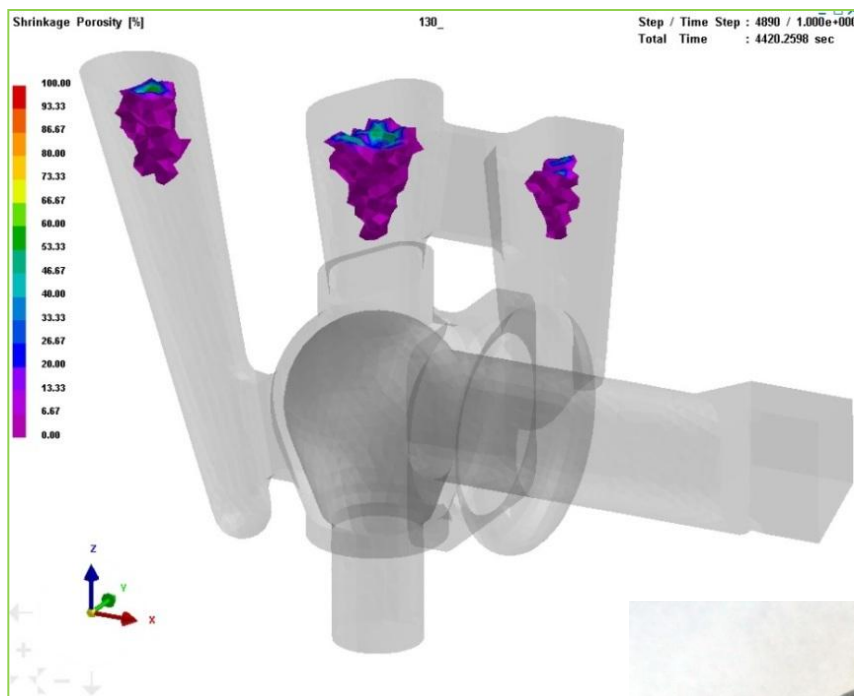 Shrinkage Porosity [%]
130_
Step / Time Step : 4890 / 1.000e+000
Total Time : 4420.2598 sec
100.00
93.33
86.67
80.00
73.33
66.67
60.00
53.33
46.67
40.00
33.33
26.67
20.00
13.33
6.67
0.00
Z
Y
X